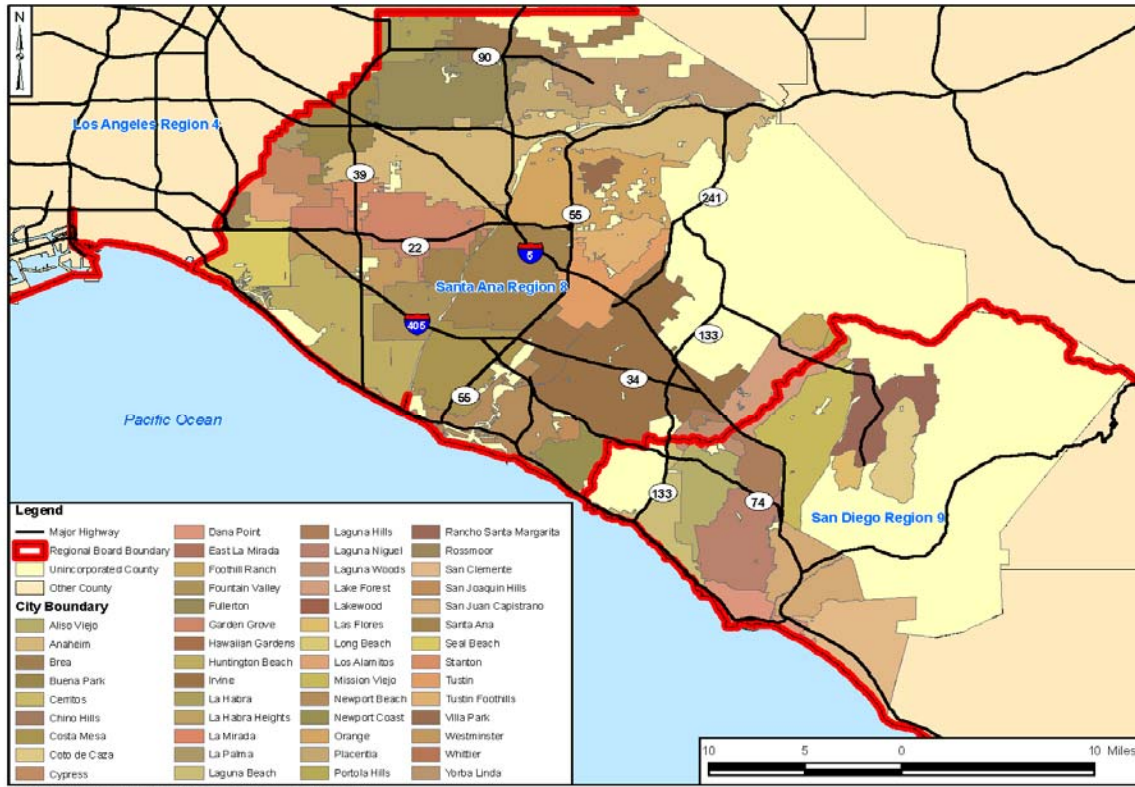 N
Los Angeles Region 4
90
39
241
55
22
5
Santa Ana Region 8
405
133
34
55
Pacific Ocean
133
74
San Diego Region 9
Legend
Major Highway
Regional Board Boundary
Unincorporated County
Other County
City Boundary
Aliso Viejo
Anaheim
Brea
Buena Park
Cerritos
Chino Hills
Costa Mesa
Coto de Caza
Cypress
Dana Point
East La Mirada
Foothill Ranch
Fountain Valley
Fullerton
Garden Grove
Hawaiian Gardens
Huntington Beach
Irvine
La Habra
La Habra Heights
La Mirada
La Palma
Laguna Beach
Laguna Hills
Laguna Niguel
Laguna Woods
Lake Forest
Lakewood
Las Flores
Long Beach
Los Alamitos
Mission Viejo
Newport Beach
Newport Coast
Orange
Placentia
Portola Hills
Rancho Santa Margarita
Rossmoor
San Clemente
San Joaquin Hills
San Juan Capistrano
Santa Ana
Seal Beach
Stanton
Tustin
Tustin Foothills
Villa Park
Westminster
Whittier
Yorba Linda
10 5 0 10 Miles